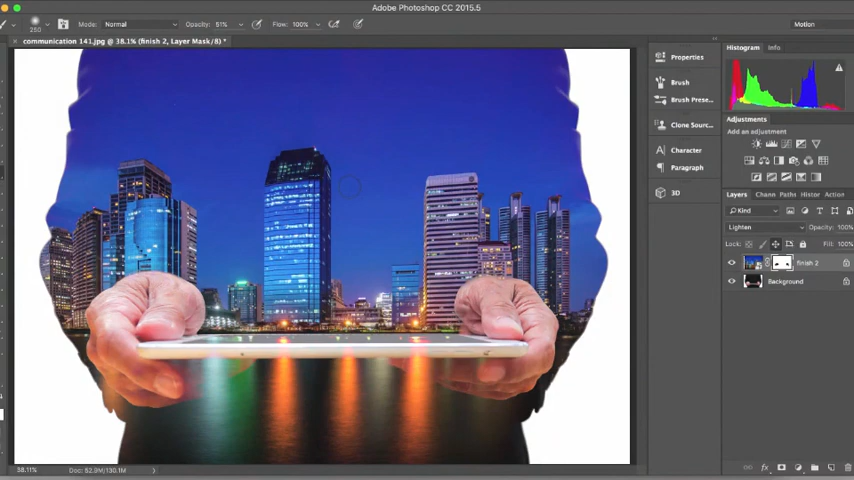 Adobe Photoshop CC 2015.5
250 Mode: Normal Opacity: 51% Flow: 100% Motion
× communication 141.jpg @ 38.1% (finish 2, Layer Mask/8) *
Properties
Brush
Brush Prese...
Clone Sourc...
Character
Paragraph
3D
Histogram Info
Adjustments
Add an adjustment
Layers Chann Paths Histor Action
Kind
Lighten Opacity: 100%
Lock: Fill: 100%
finish 2
Background
fx
38.11% Doc: 52.9M/130.1M